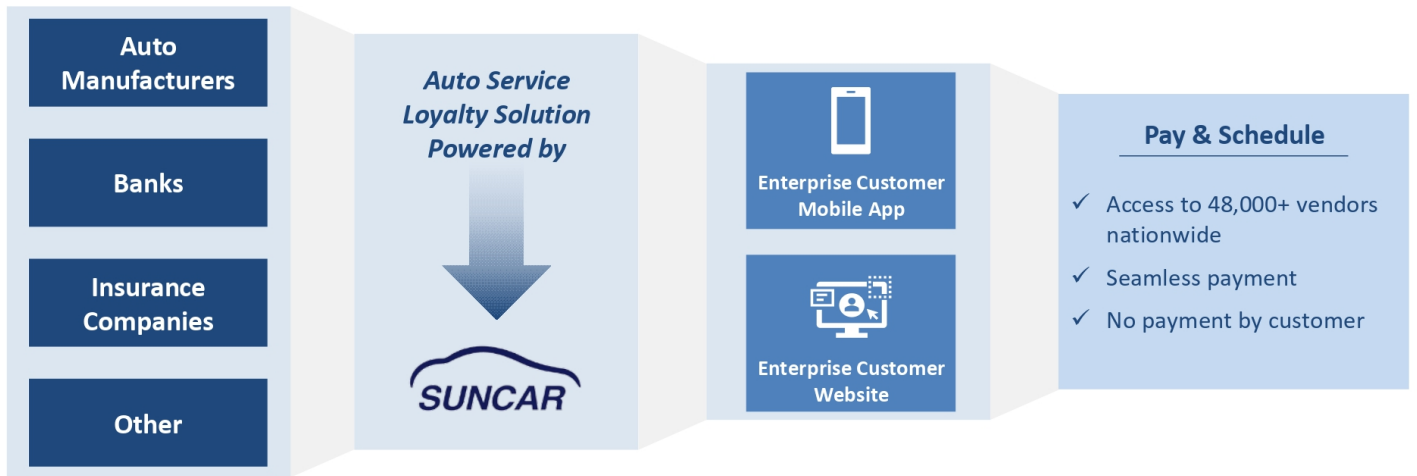 Auto
Manufacturers
Banks
Insurance
Companies
Other
Auto Service
Loyalty Solution
Powered by
SUNCAR
Enterprise Customer
Mobile App
Enterprise Customer
Website
Pay & Schedule
✓ Access to 48,000+ vendors
nationwide
✓ Seamless payment
✓ No payment by customer